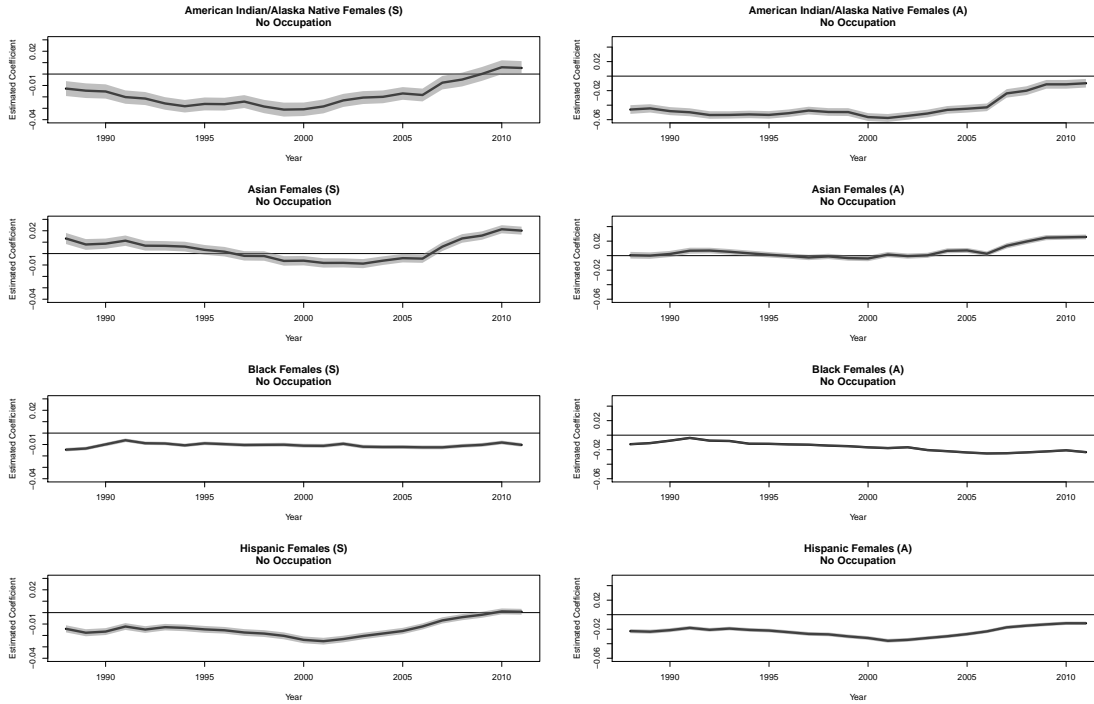 American Indian/Alaska Native Females (S)
No Occupation
Estimated Coefficient
0.02
−0.01
−0.04
1990 1995 2000 2005 2010
Year
American Indian/Alaska Native Females (A)
No Occupation
Estimated Coefficient
0.02
−0.02
−0.06
1990 1995 2000 2005 2010
Year
Asian Females (S)
No Occupation
Estimated Coefficient
0.02
−0.01
−0.04
1990 1995 2000 2005 2010
Year
Asian Females (A)
No Occupation
Estimated Coefficient
0.02
−0.02
−0.06
1990 1995 2000 2005 2010
Year
Black Females (S)
No Occupation
Estimated Coefficient
0.02
−0.01
−0.04
1990 1995 2000 2005 2010
Year
Black Females (A)
No Occupation
Estimated Coefficient
0.02
−0.02
−0.06
1990 1995 2000 2005 2010
Year
Hispanic Females (S)
No Occupation
Estimated Coefficient
0.02
−0.01
−0.04
1990 1995 2000 2005 2010
Year
Hispanic Females (A)
No Occupation
Estimated Coefficient
0.02
−0.02
−0.06
1990 1995 2000 2005 2010
Year